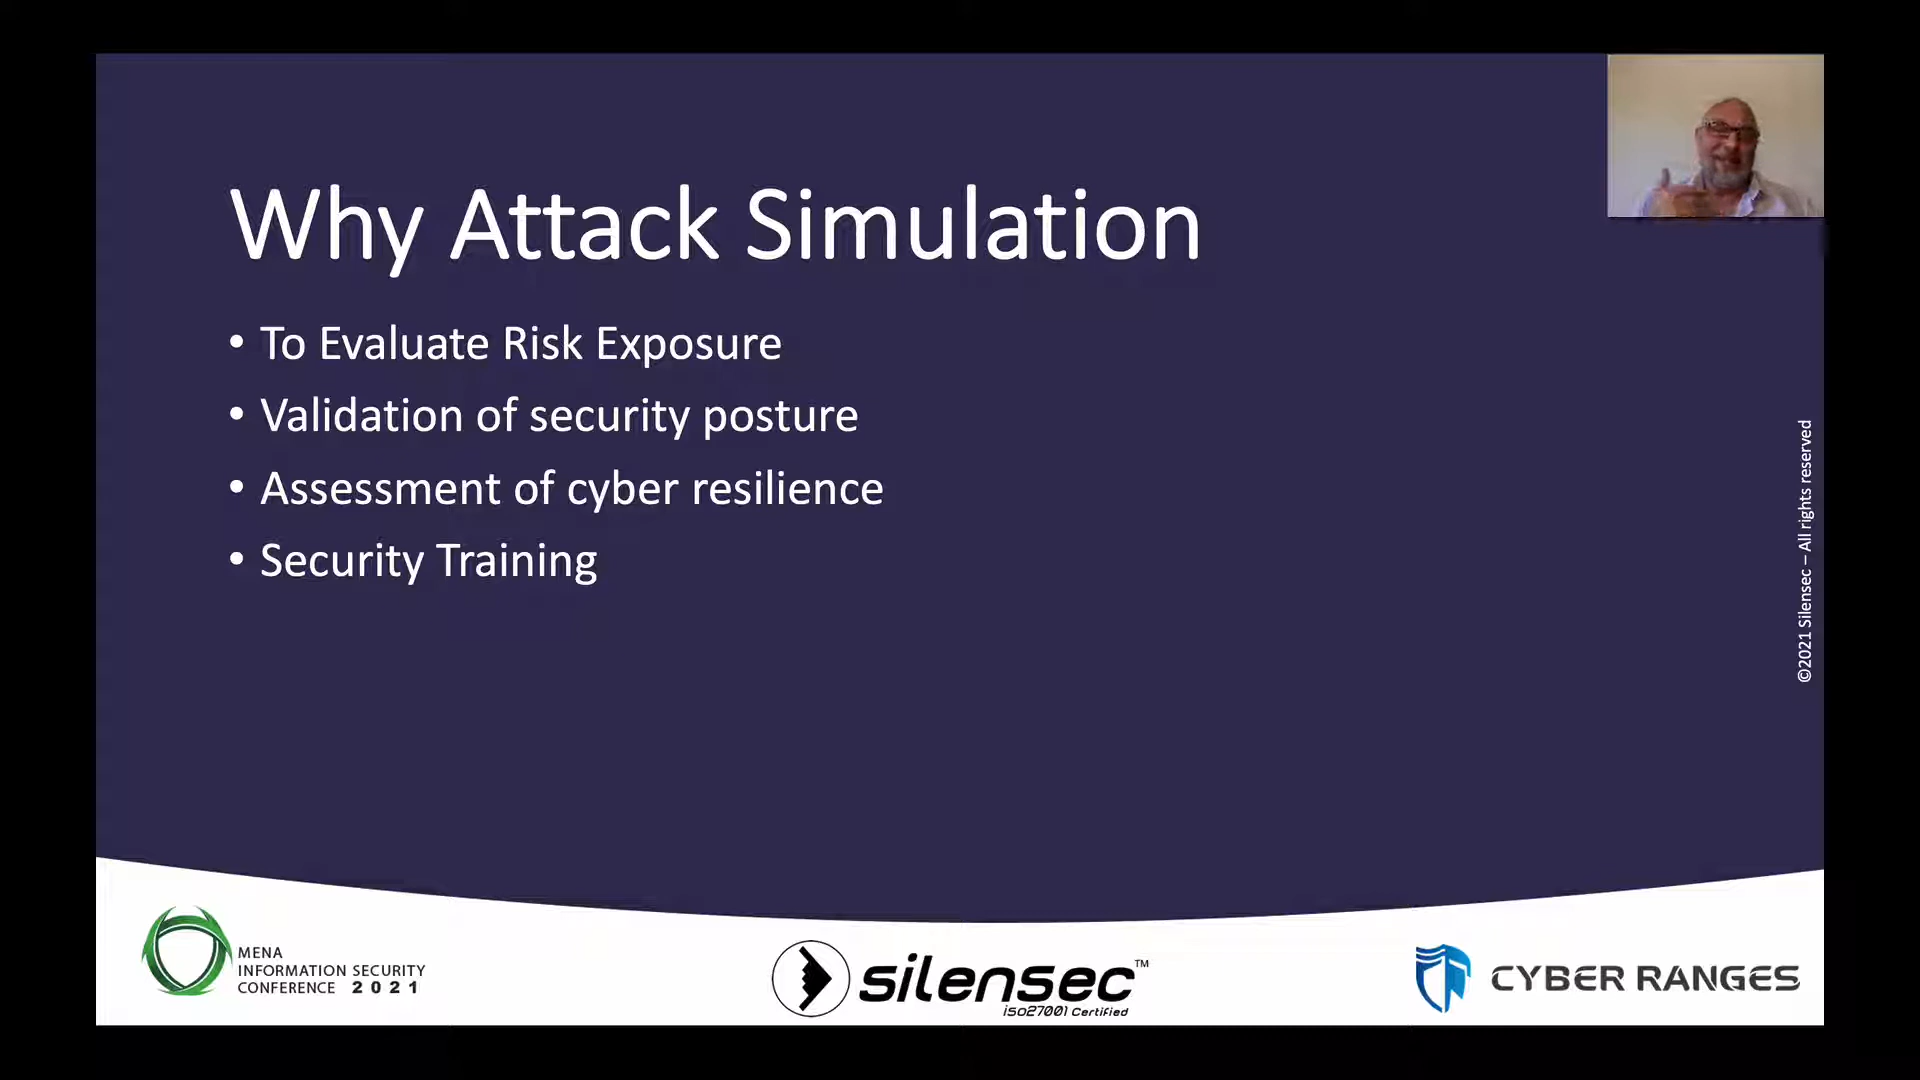 Why Attack Simulation
• To Evaluate Risk Exposure
• Validation of security posture
• Assessment of cyber resilience
• Security Training
©2021 Silensec – All rights reserved
MENA
INFORMATION SECURITY
CONFERENCE 2021
silensec™
iso27001 Certified
CYBER RANGES